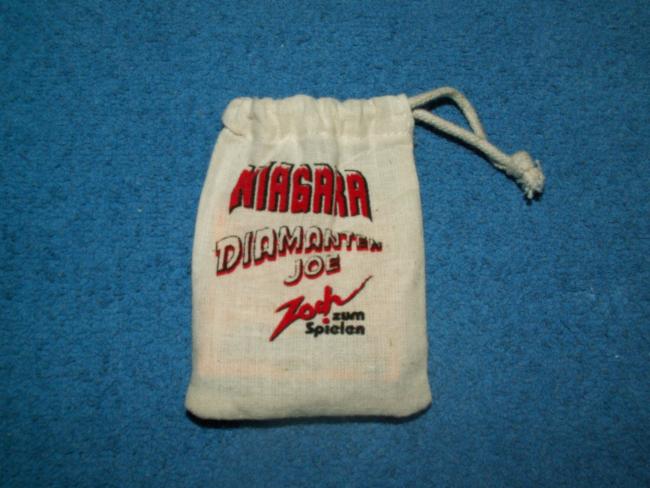 NIAGARA
DIAMANTEN
JOE
Zoch
zum
Spielen